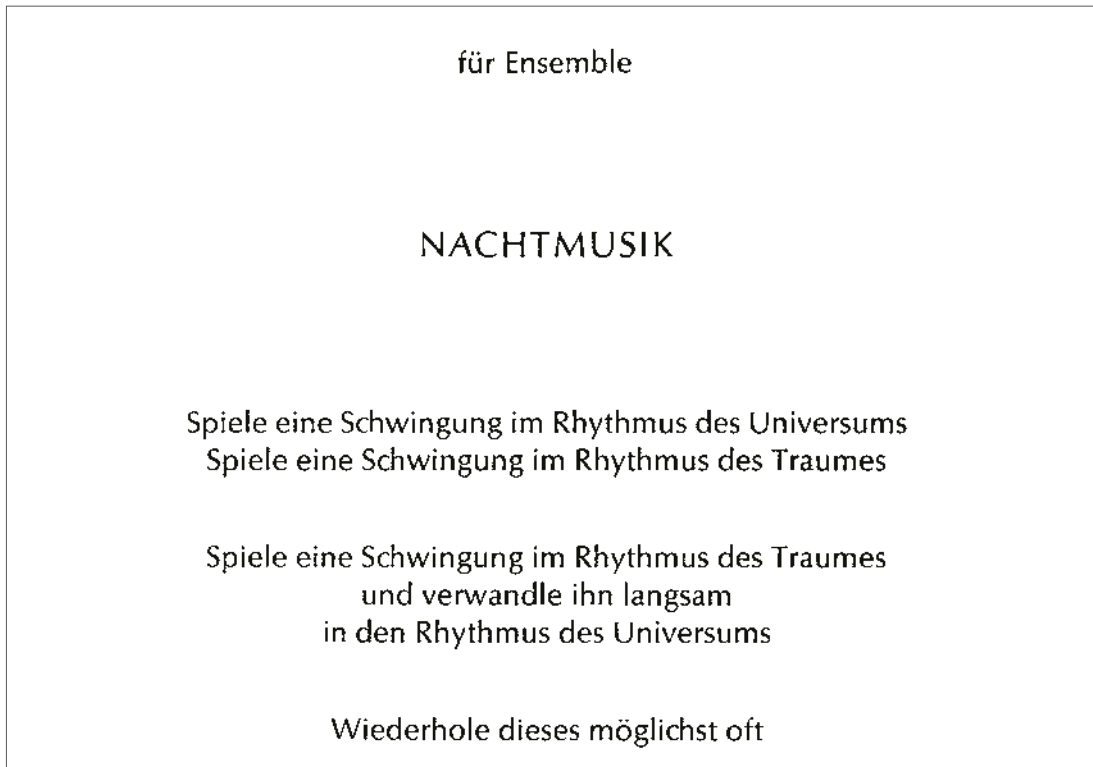 für Ensemble
NACHTMUSIK
Spiele eine Schwingung im Rhythmus des Universums
Spiele eine Schwingung im Rhythmus des Traumes
Spiele eine Schwingung im Rhythmus des Traumes
und verwandle ihn langsam
in den Rhythmus des Universums
Wiederhole dieses möglichst oft